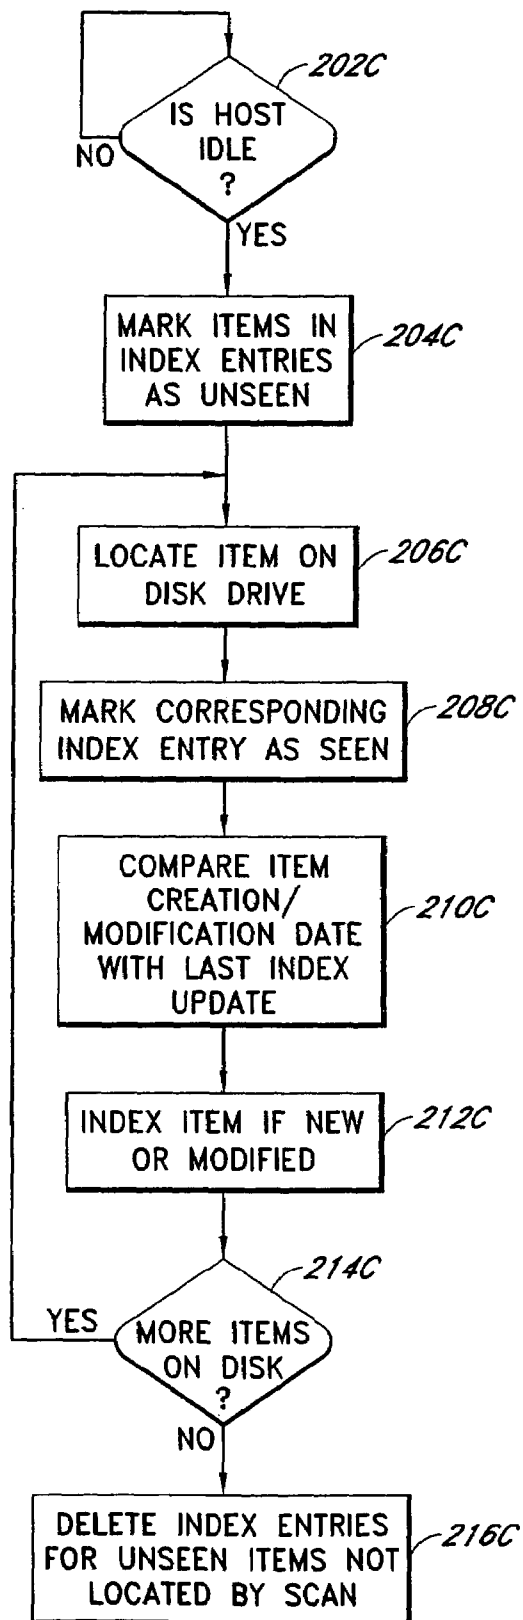 202C
IS HOST
IDLE
?
NO
YES
MARK ITEMS IN
INDEX ENTRIES
AS UNSEEN
204C
LOCATE ITEM ON
DISK DRIVE
206C
MARK CORRESPONDING
INDEX ENTRY AS SEEN
208C
COMPARE ITEM
CREATION/
MODIFICATION DATE
WITH LAST INDEX
UPDATE
210C
INDEX ITEM IF NEW
OR MODIFIED
212C
214C
YES
MORE ITEMS
ON DISK
?
NO
DELETE INDEX ENTRIES
FOR UNSEEN ITEMS NOT
LOCATED BY SCAN
216C